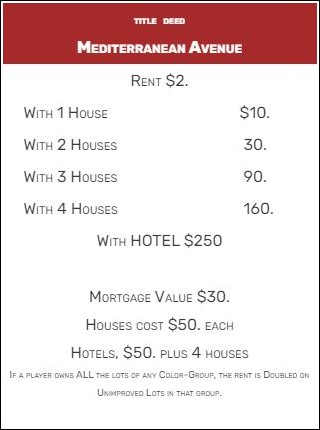 TITLE DEED
MEDITERRANEAN AVENUE
RENT $2.
WITH 1 HOUSE $10.
WITH 2 HOUSES 30.
WITH 3 HOUSES 90.
WITH 4 HOUSES 160.
WITH HOTEL $250
MORTGAGE VALUE $30.
HOUSES COST $50. EACH
HOTELS, $50. PLUS 4 HOUSES
IF A PLAYER OWNS ALL THE LOTS OF ANY COLOR-GROUP, THE RENT IS DOUBLED ON
UNIMPROVED LOTS IN THAT GROUP.